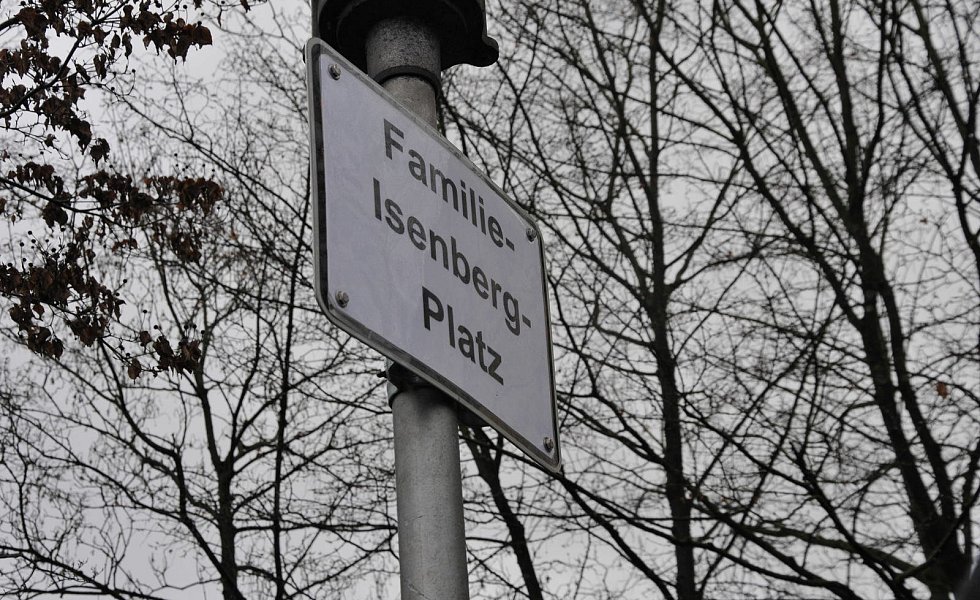 Familie-
Isenberg-
Platz